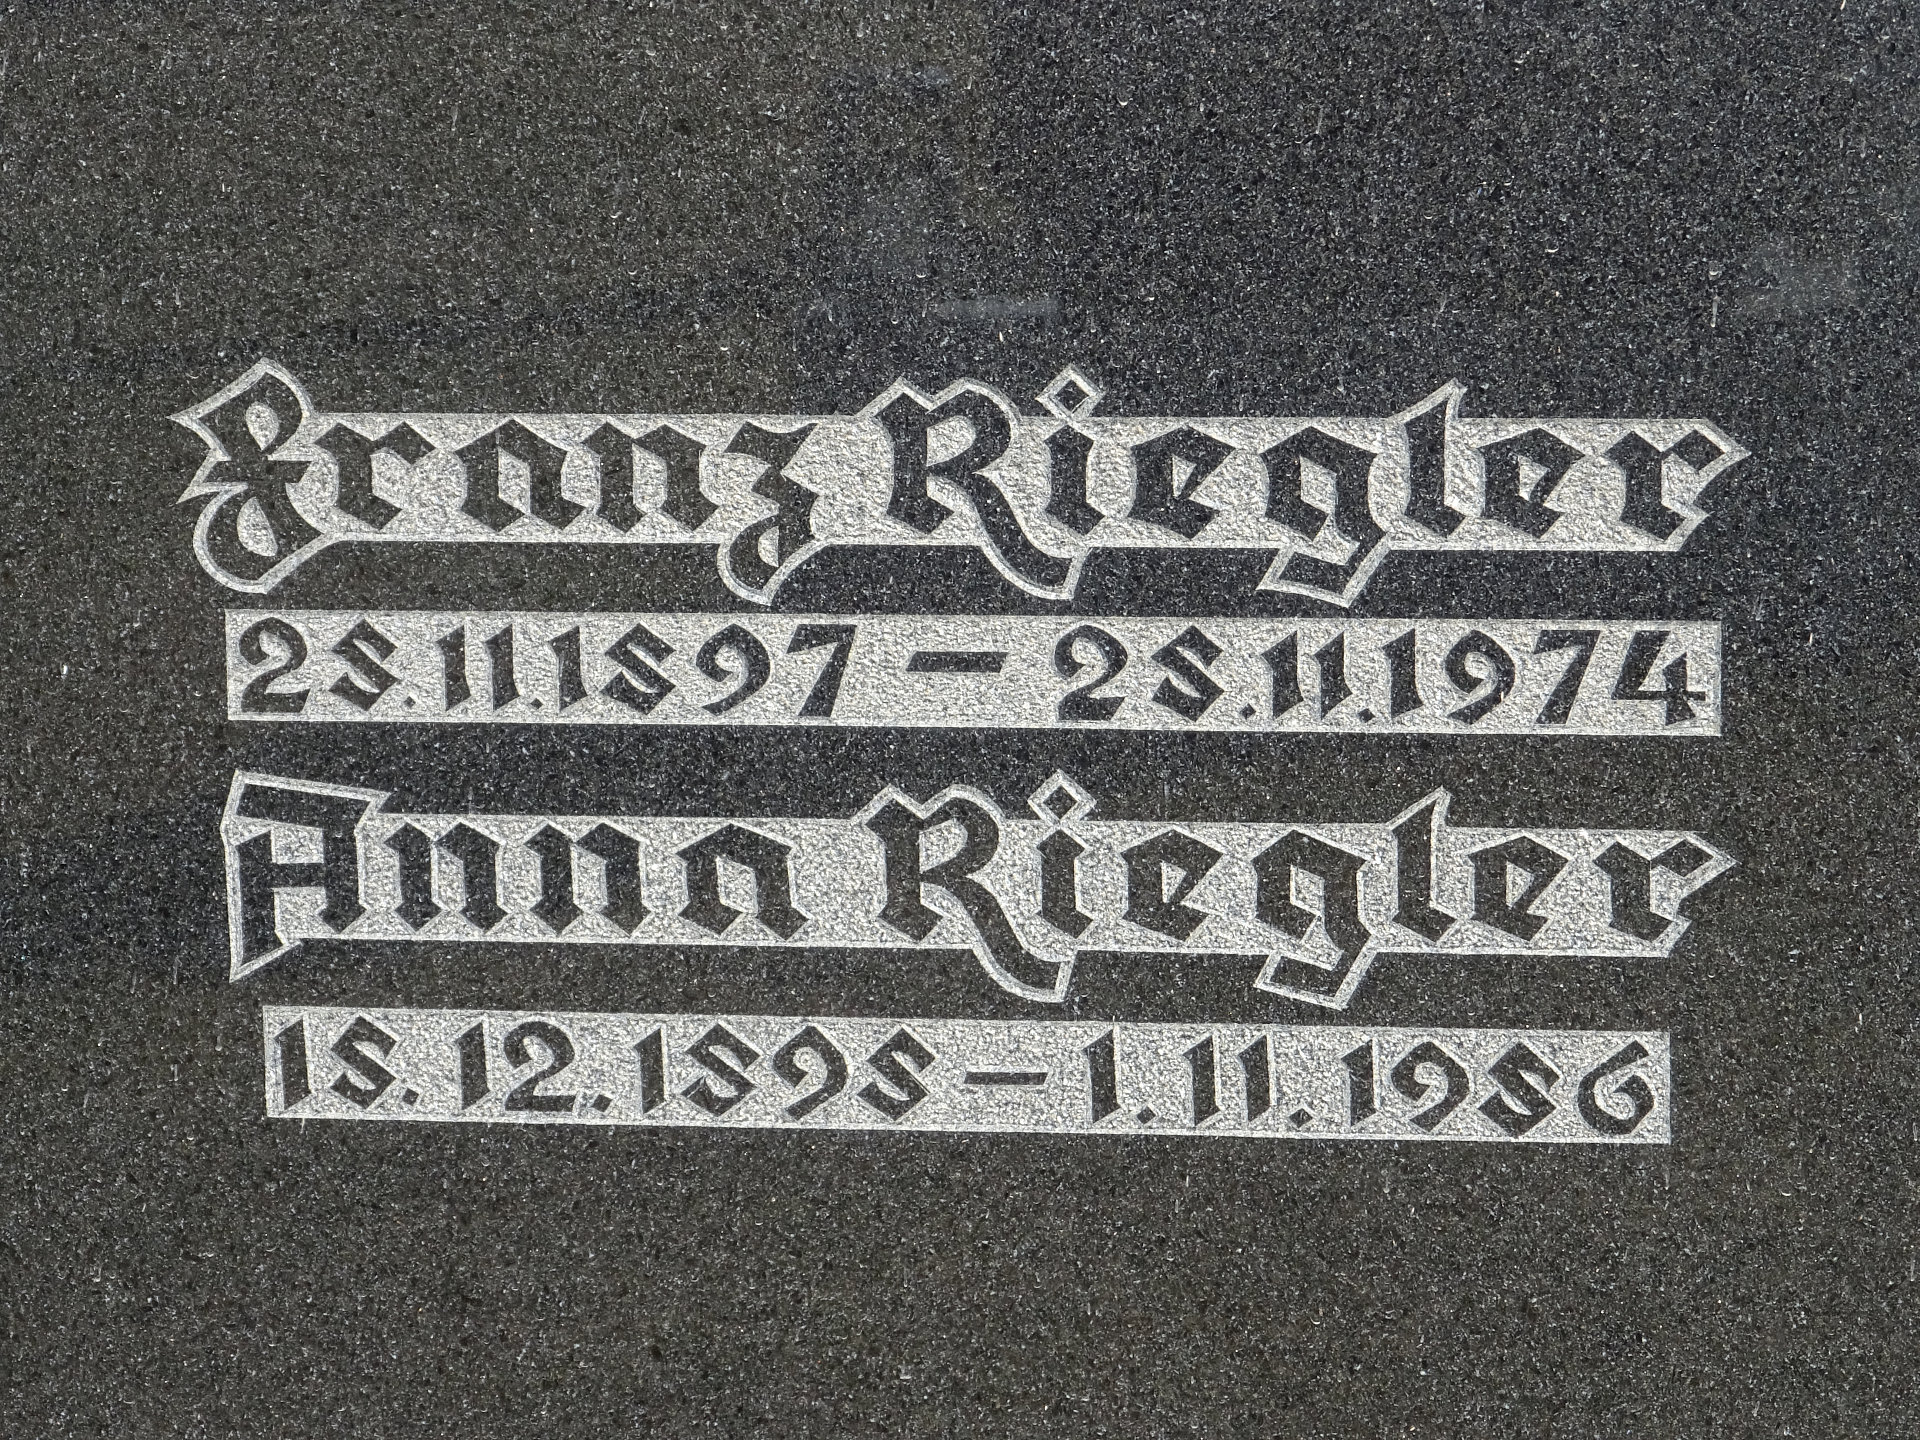 Franz Riegler
28.11.1897 – 28.11.1974
Anna Riegler
18.12.1898 – 1.11.1986